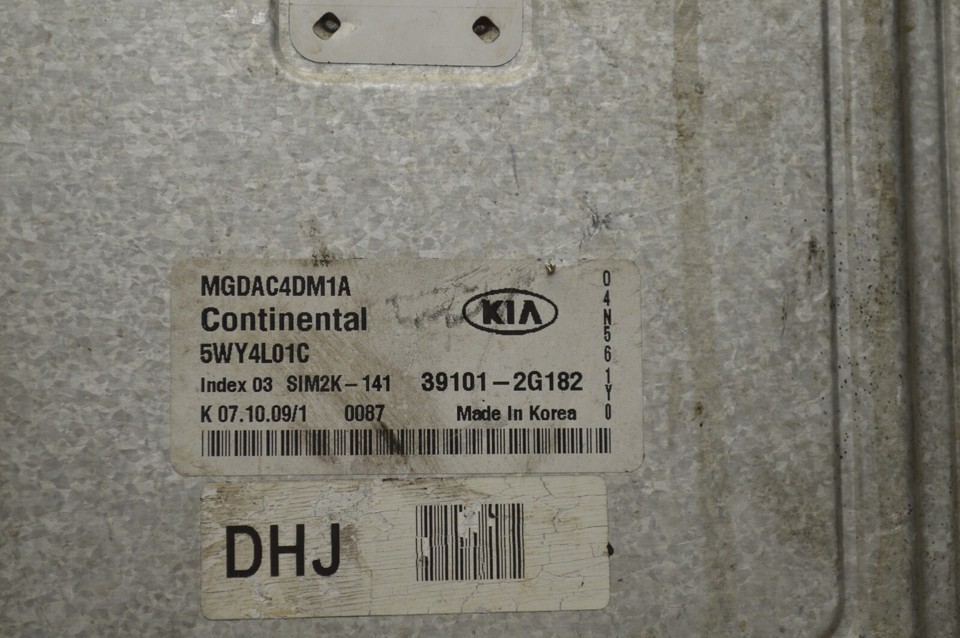 MGDAC4DM1A
Continental
KIA
5WY4L01C
Index 03 SIM2K-141 39101-2G182
K 07.10.09/1 0087 Made In Korea
04N561Y0
DHJ